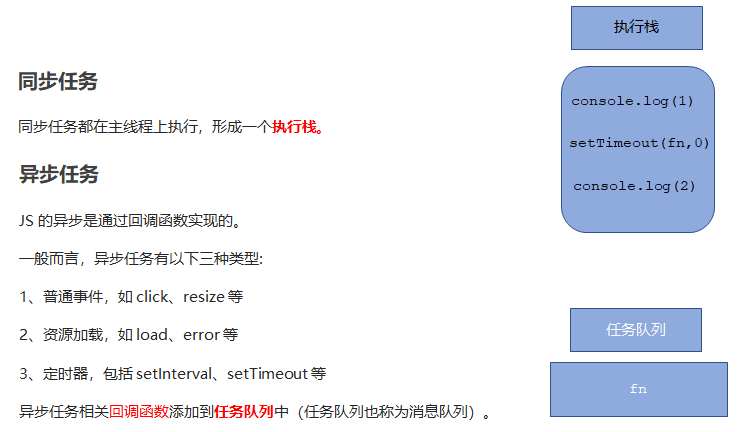 同步任务
同步任务都在主线程上执行，形成一个执行栈。
异步任务
JS 的异步是通过回调函数实现的。
一般而言，异步任务有以下三种类型:
1、普通事件，如 click、resize 等
2、资源加载，如 load、error 等
3、定时器，包括 setInterval、setTimeout 等
异步任务相关回调函数添加到任务队列中（任务队列也称为消息队列）。
执行栈
console.log(1)
setTimeout(fn,0)
console.log(2)
任务队列
fn